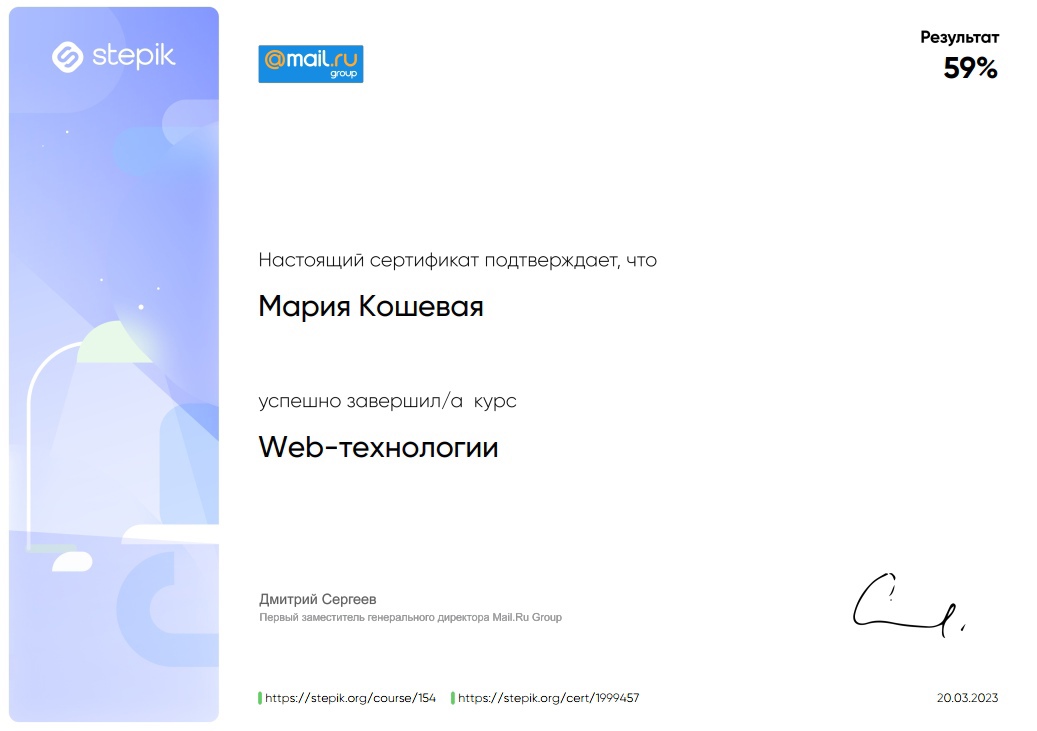 stepik
@mail.ru
group
Результат
59%
Настоящий сертификат подтверждает, что
Мария Кошевая
успешно завершил/а курс
Web-технологии
Дмитрий Сергеев
Первый заместитель генерального директора Mail.Ru Group
https://stepik.org/course/154 https://stepik.org/cert/1999457
20.03.2023